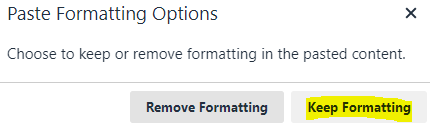 Paste Formatting Options
Choose to keep or remove formatting in the pasted content.
Remove Formatting
Keep Formatting